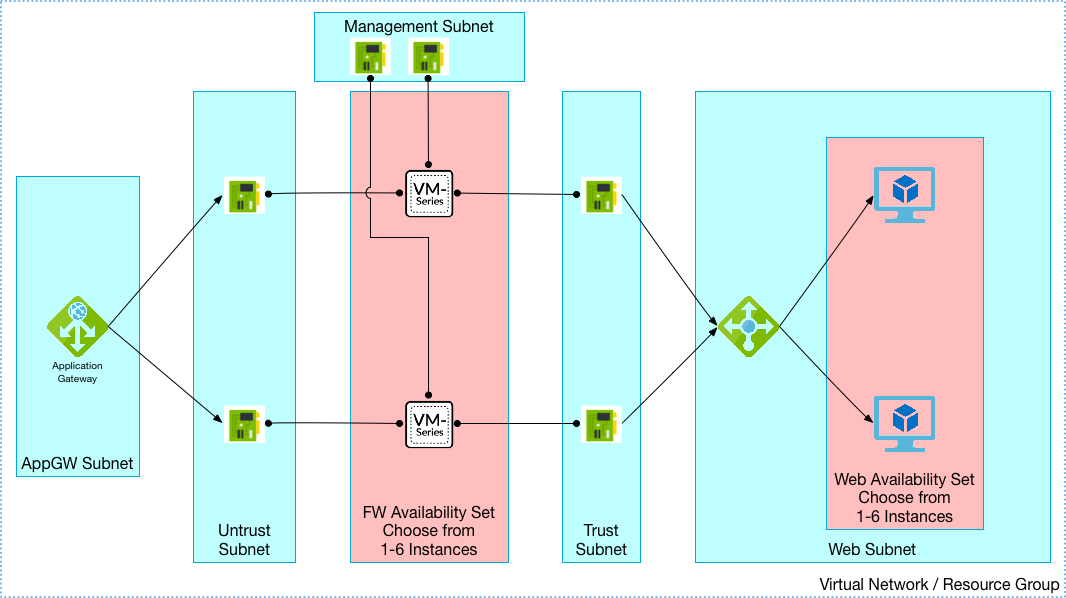 Management Subnet
VM-
Series
Application
Gateway
VM-
Series
AppGW Subnet
Untrust
Subnet
FW Availability Set
Choose from
1-6 Instances
Trust
Subnet
Web Availability Set
Choose from
1-6 Instances
Web Subnet
Virtual Network / Resource Group